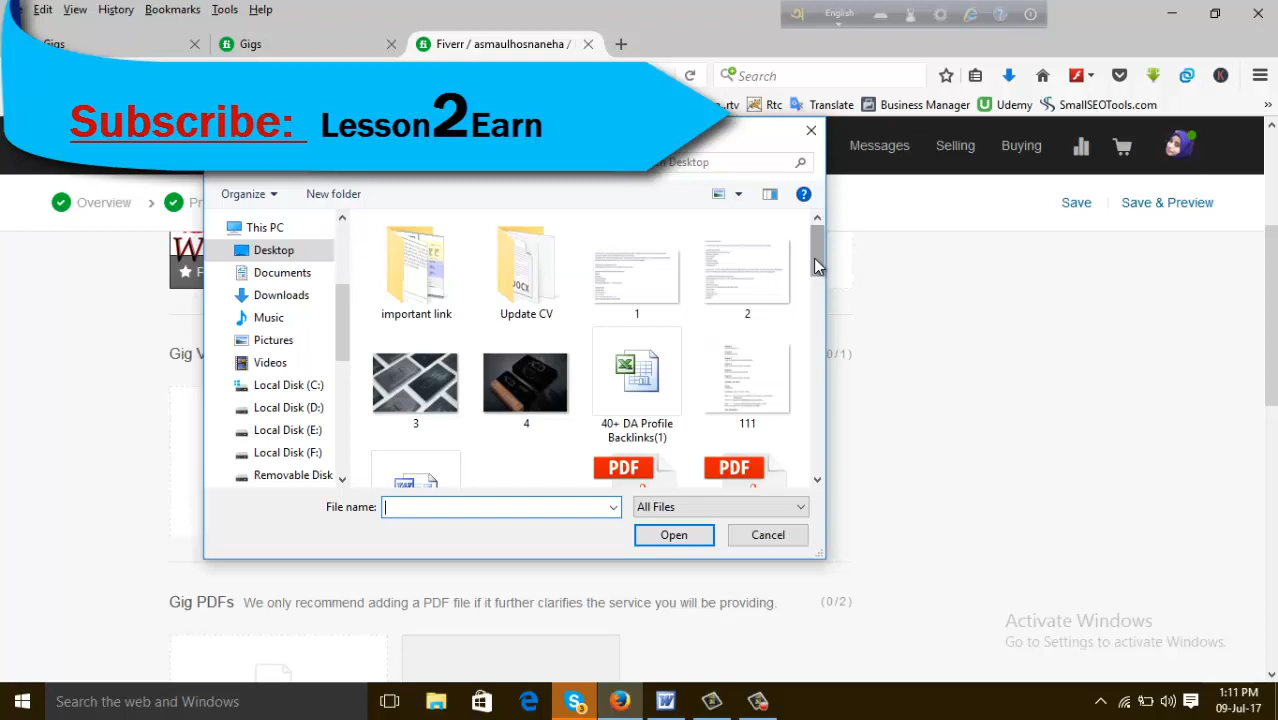 Edit View History Bookmarks Tools Help
English
Gigs
Gigs
Fiverr / asmaulhosnaneha /
Search
Subscribe: Lesson2Earn
Rtc
Translate
Business Manager
Udemy
SmallSEOTools.com
Desktop
Messages
Selling
Buying
Overview
Save
Save & Preview
Organize
New folder
This PC
Desktop
Documents
Downloads
Music
Pictures
Videos
Local Disk (C:)
Local Disk (D:)
Local Disk (E:)
Local Disk (F:)
Removable Disk
important link
Update CV
1
2
3
4
40+ DA Profile
Backlinks(1)
111
PDF
PDF
File name:
All Files
Open
Cancel
Gig PDFs We only recommend adding a PDF file if it further clarifies the service you will be providing.
(0/2)
Activate Windows
Go to Settings to activate Windows.
Search the web and Windows
1:11 PM
09-Jul-17